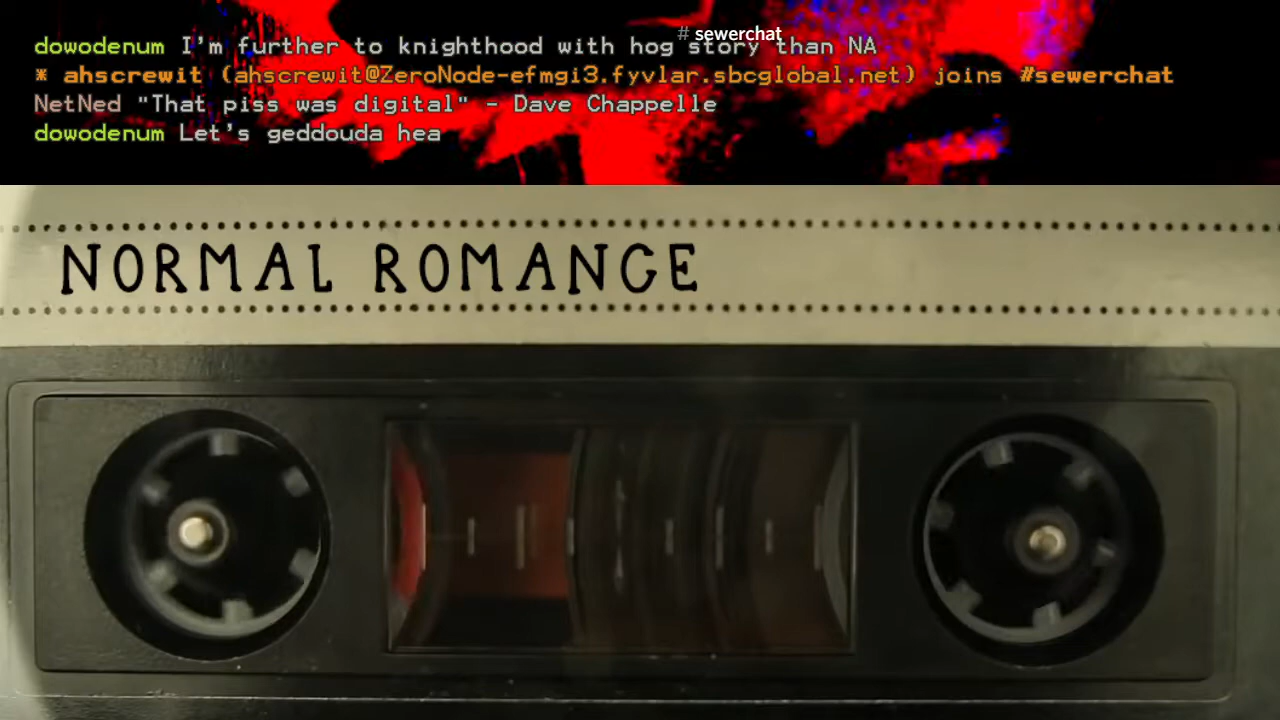 # sewerchat
dowodenum I'm further to knighthood with hog story than NA
* ahscrewit (ahscrewit@ZeroNode-efmgi3.fyvlar.sbcglobal.net) joins #sewerchat
NetNed "That piss was digital" - Dave Chappelle
dowodenum Let's geddouda hea
NORMAL ROMANCE